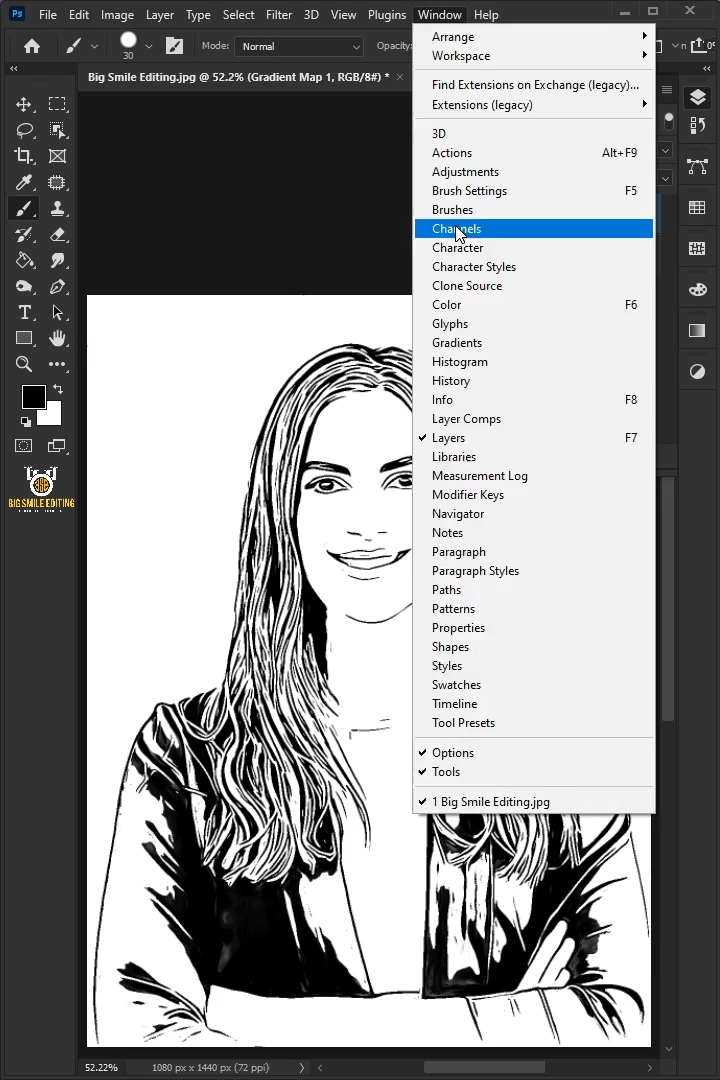 Ps File Edit Image Layer Type Select Filter 3D View Plugins Window Help
30 Mode: Normal Opacity:
Big Smile Editing.jpg @ 52.2% (Gradient Map 1, RGB/8#) *
Arrange
Workspace
Find Extensions on Exchange (legacy)...
Extensions (legacy)
3D
Actions Alt+F9
Adjustments
Brush Settings F5
Brushes
Channels
Character
Character Styles
Clone Source
Color F6
Glyphs
Gradients
Histogram
History
Info F8
Layer Comps
Layers F7
Libraries
Measurement Log
Modifier Keys
Navigator
Notes
Paragraph
Paragraph Styles
Paths
Patterns
Properties
Shapes
Styles
Swatches
Timeline
Tool Presets
Options
Tools
1 Big Smile Editing.jpg
BIG SMILE EDITING
52.22% 1080 px x 1440 px (72 ppi)